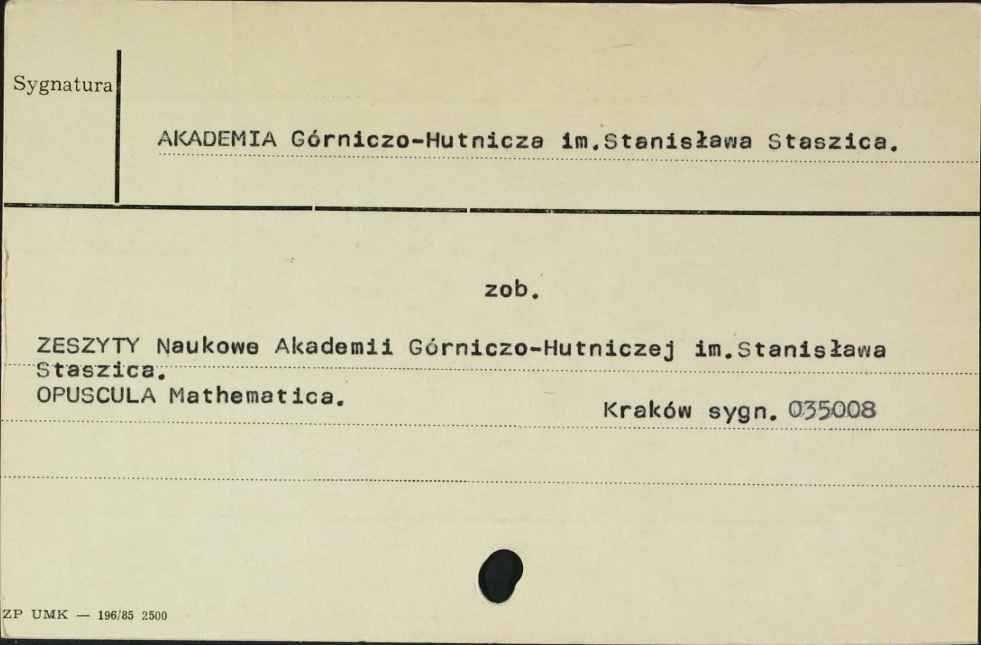 Sygnatura
AKADEMIA Górniczo-Hutnicza im.Stanisława Staszica.
zob.
ZESZYTY Naukowe Akademii Górniczo-Hutniczej im.Stanisława
Staszica.
OPUSCULA Mathematica.
Kraków sygn. 035008
ZP UMK — 196/85 2500